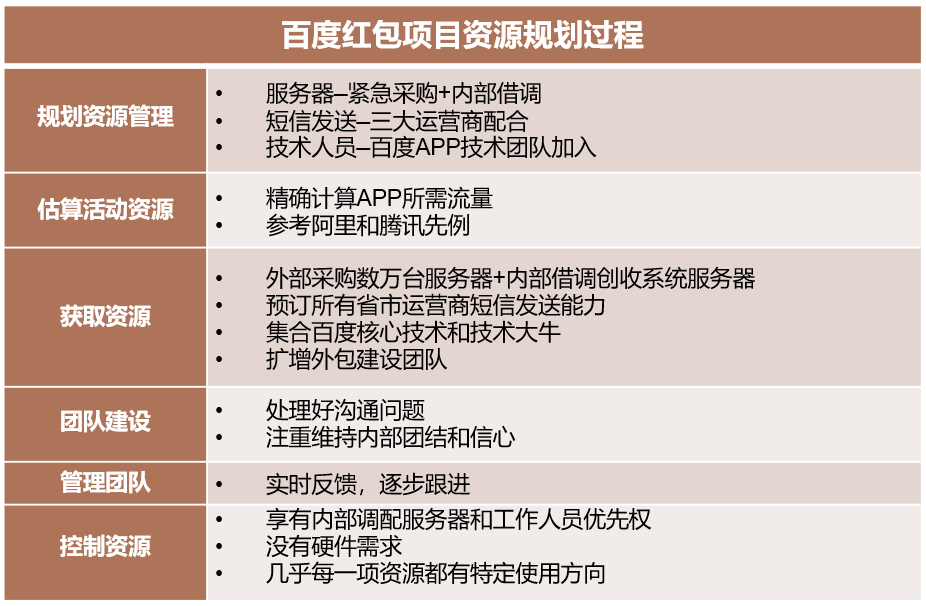 百度红包项目资源规划过程
规划资源管理
• 服务器–紧急采购+内部借调
• 短信发送–三大运营商配合
• 技术人员–百度APP技术团队加入
估算活动资源
• 精确计算APP所需流量
• 参考阿里和腾讯先例
获取资源
• 外部采购数万台服务器+内部借调创收系统服务器
• 预订所有省市运营商短信发送能力
• 集合百度核心技术和技术大牛
• 扩增外包建设团队
团队建设
• 处理好沟通问题
• 注重维持内部团结和信心
管理团队
• 实时反馈，逐步跟进
控制资源
• 享有内部调配服务器和工作人员优先权
• 没有硬件需求
• 几乎每一项资源都有特定使用方向